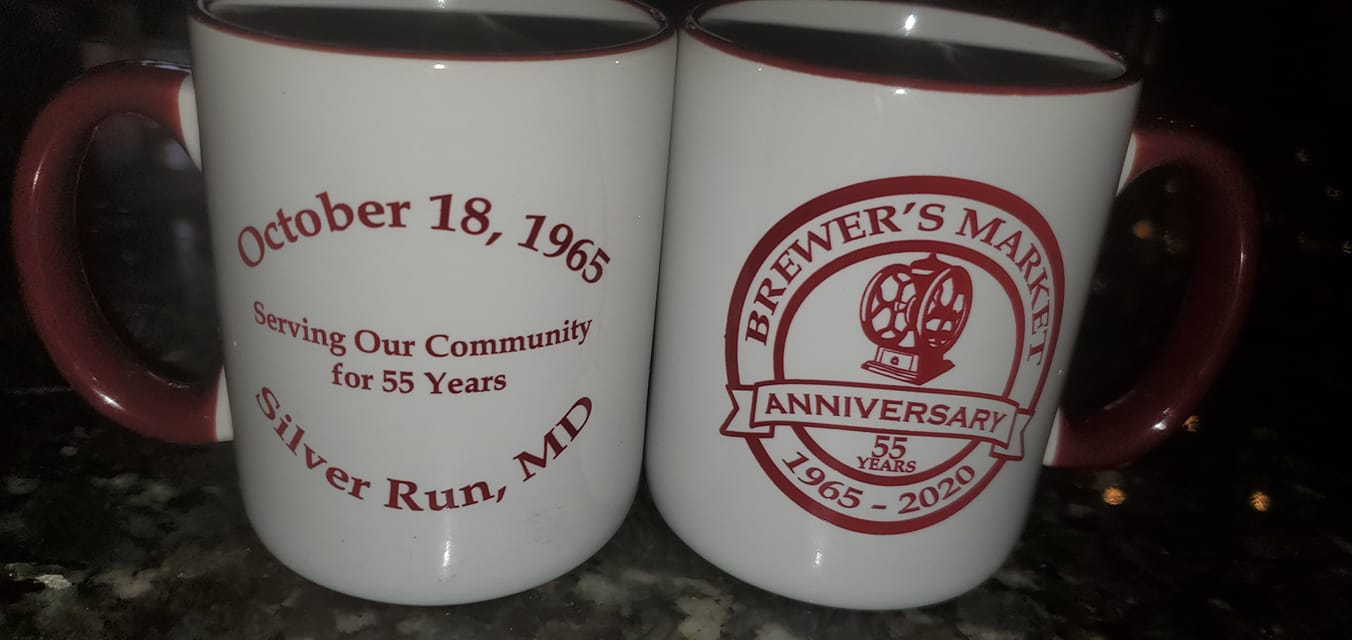 October 18, 1965
Serving Our Community
for 55 Years
Silver Run, MD
BREWER'S MARKET
ANNIVERSARY
55
YEARS
1965 - 2020